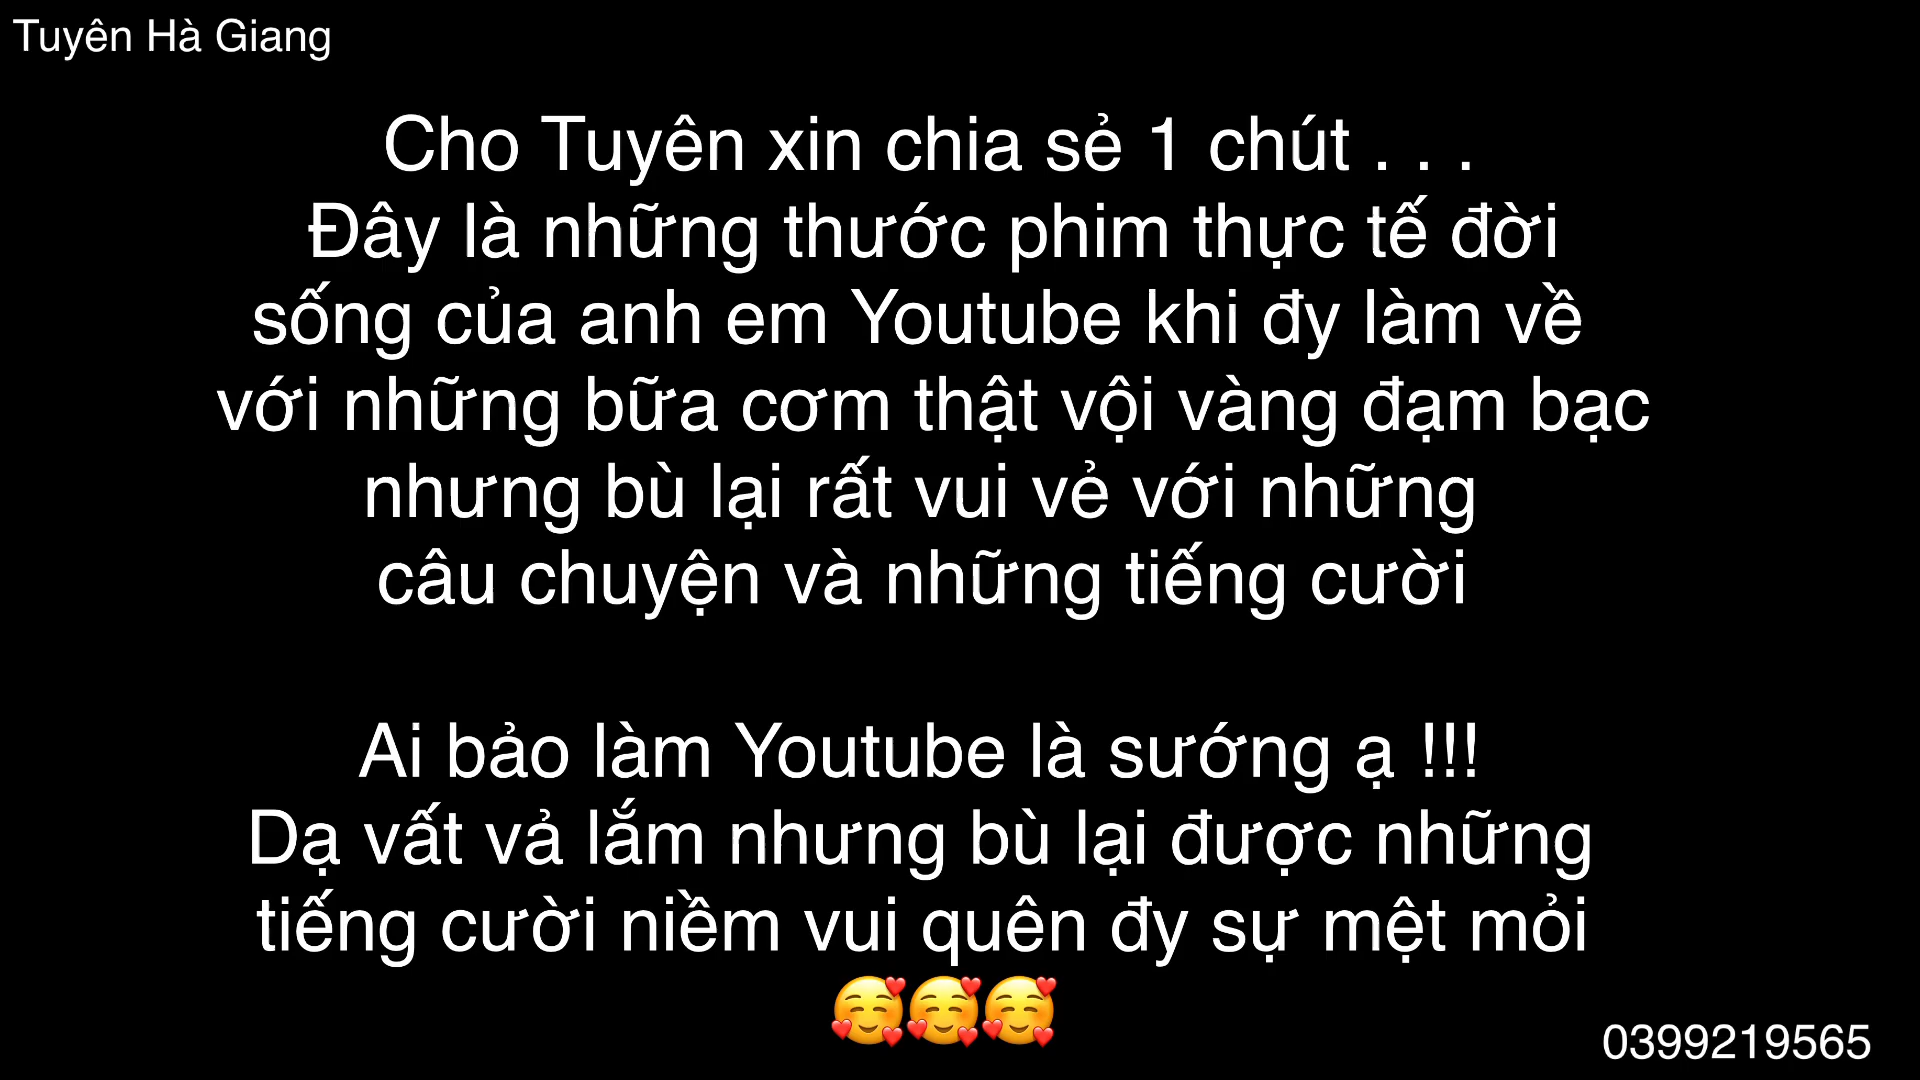 Tuyên Hà Giang
Cho Tuyên xin chia sẻ 1 chút . . .
Đây là những thước phim thực tế đời
sống của anh em Youtube khi đy làm về
với những bữa cơm thật vội vàng đạm bạc
nhưng bù lại rất vui vẻ với những
câu chuyện và những tiếng cười
Ai bảo làm Youtube là sướng ạ !!!
Dạ vất vả lắm nhưng bù lại được những
tiếng cười niềm vui quên đy sự mệt mỏi
🥰🥰🥰
0399219565